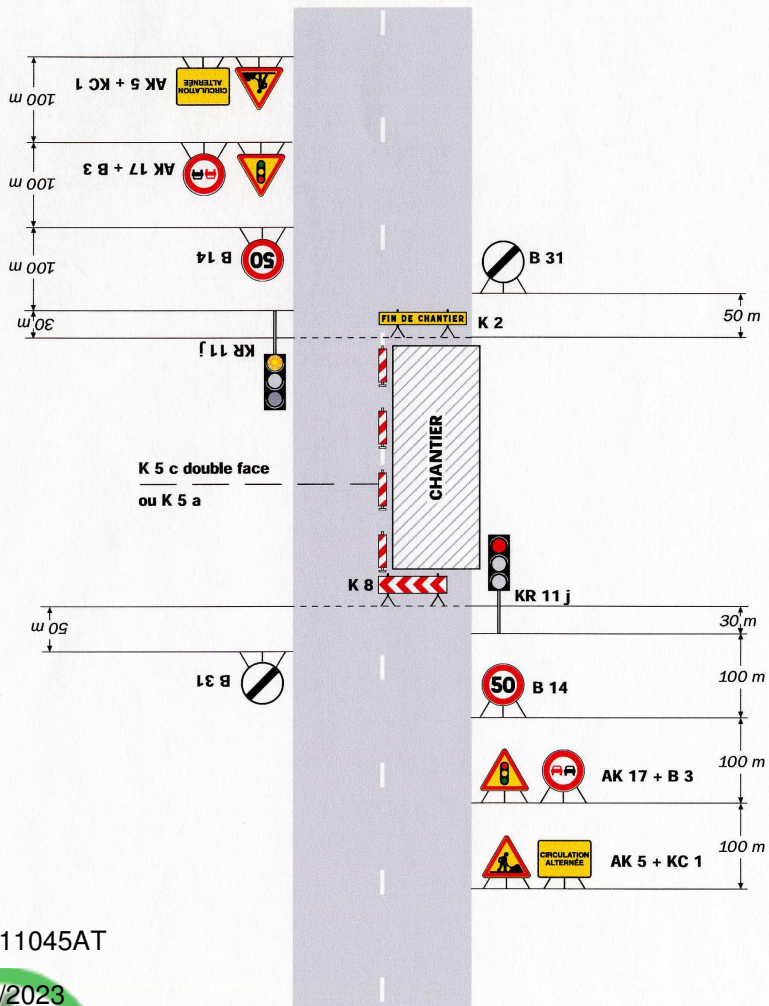 100 m
AK 5 + KC 1
CIRCULATION
ALTERNÉE
100 m
AK 17 + B 3
100 m
B 14
50
B 31
30 m
FIN DE CHANTIER
K 2
50 m
KR 11 j
CHANTIER
K 5 c double face
ou K 5 a
K 8
KR 11 j
50 m
30 m
B 31
50
B 14
100 m
AK 17 + B 3
100 m
CIRCULATION
ALTERNÉE
AK 5 + KC 1
100 m
11045AT
/2023